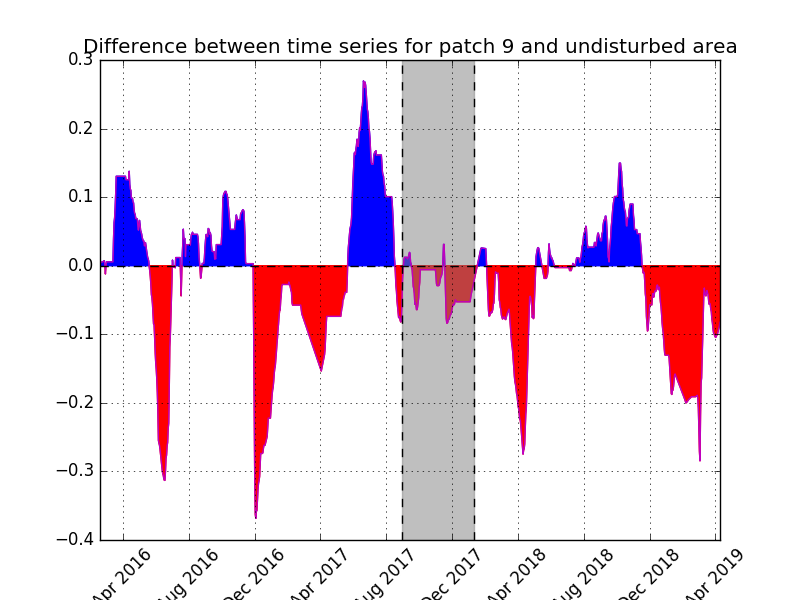 Difference between time series for patch 9 and undisturbed area
0.3
0.2
0.1
0.0
−0.1
−0.2
−0.3
−0.4
Apr 2016
Aug 2016
Dec 2016
Apr 2017
Aug 2017
Dec 2017
Apr 2018
Aug 2018
Dec 2018
Apr 2019